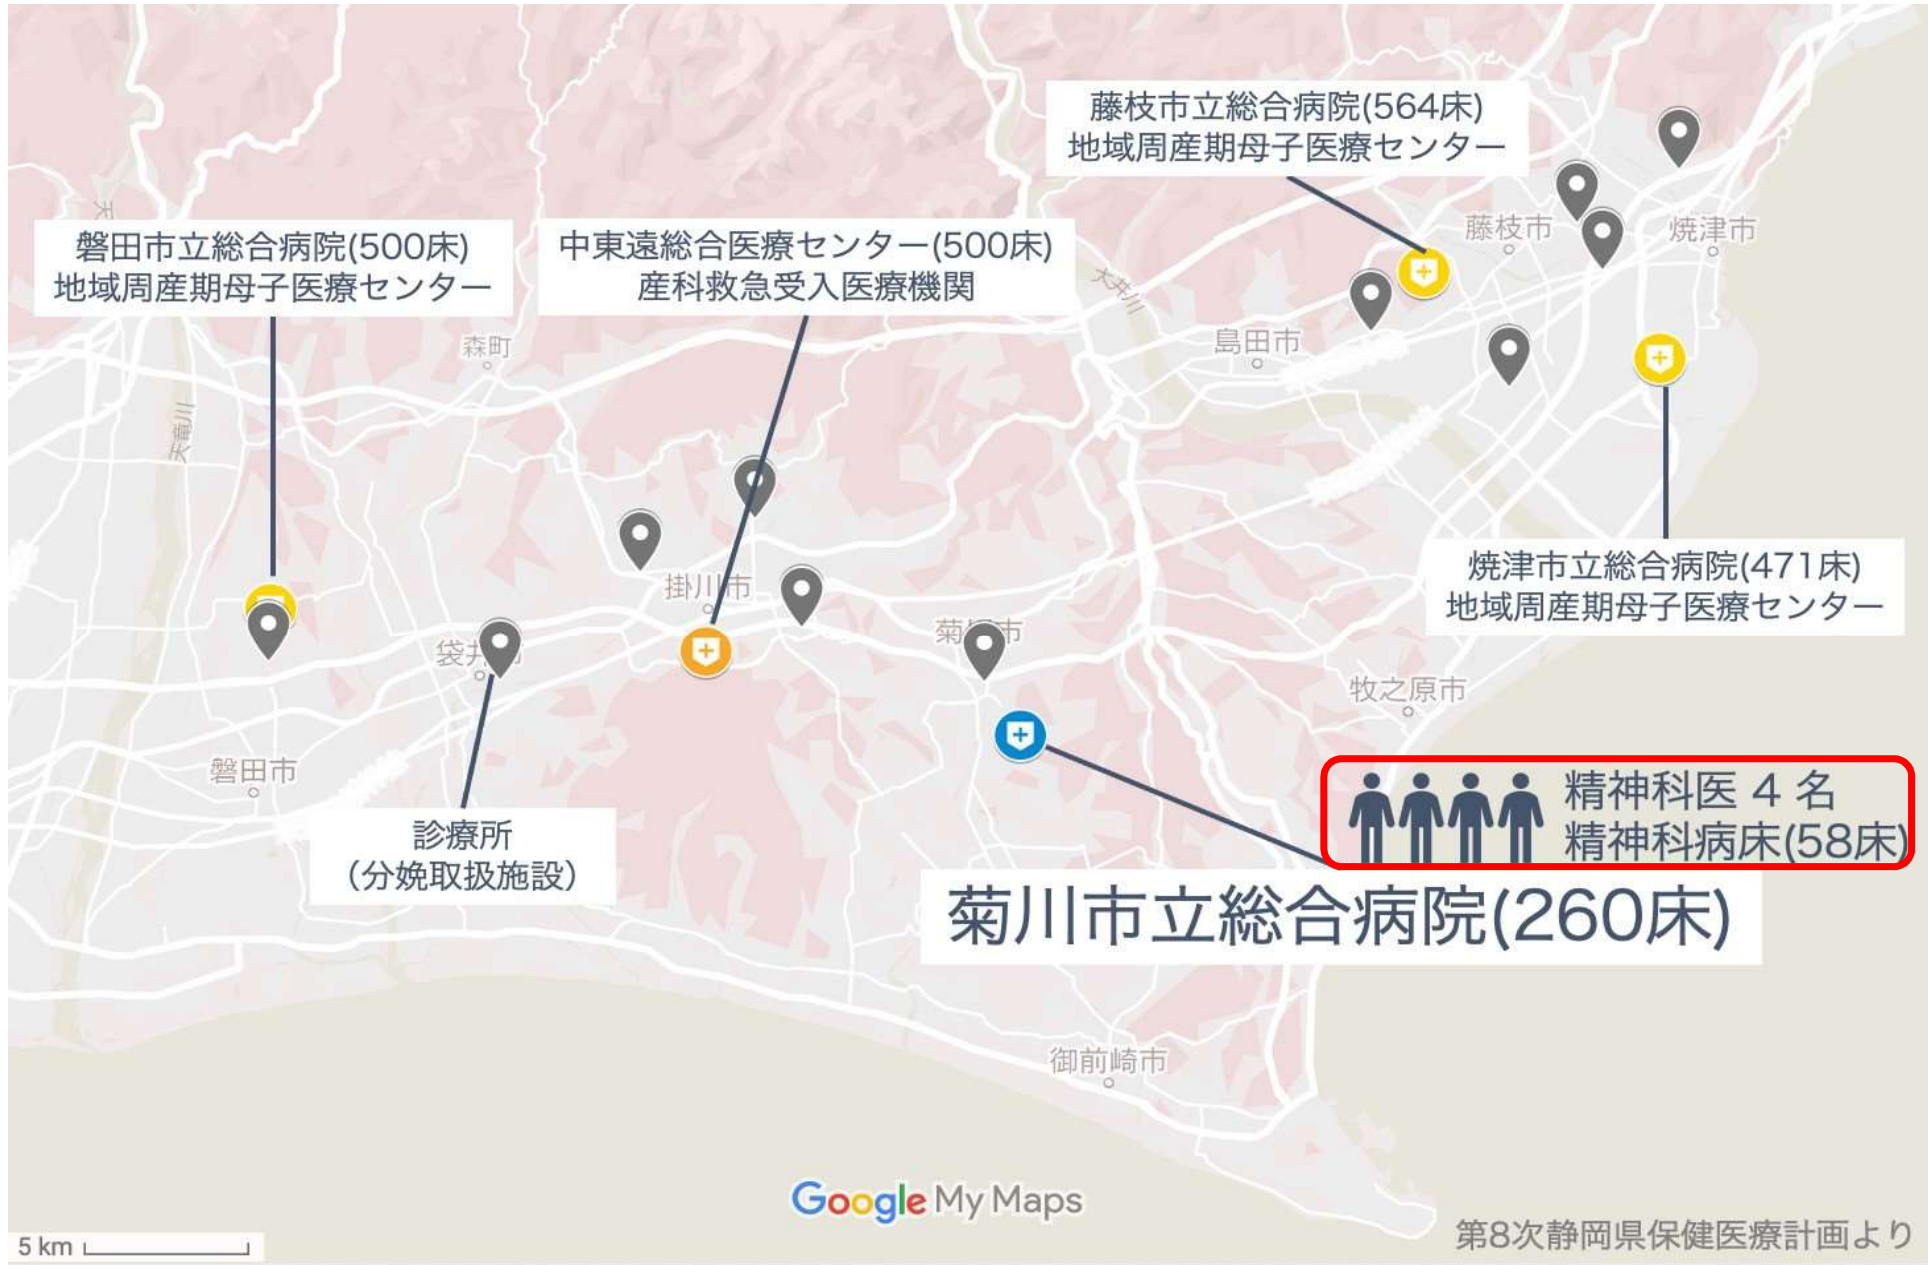 藤枝市立総合病院(564床)
地域周産期母子医療センター
藤枝市
焼津市
磐田市立総合病院(500床)
地域周産期母子医療センター
中東遠総合医療センター(500床)
産科救急受入医療機関
大井川
森町
島田市
天竜川
掛川市
焼津市立総合病院(471床)
地域周産期母子医療センター
牧之原市
磐田市
診療所
（分娩取扱施設）
精神科医 4 名
精神科病床(58床)
菊川市立総合病院(260床)
御前崎市
Google My Maps
5 km
第8次静岡県保健医療計画より